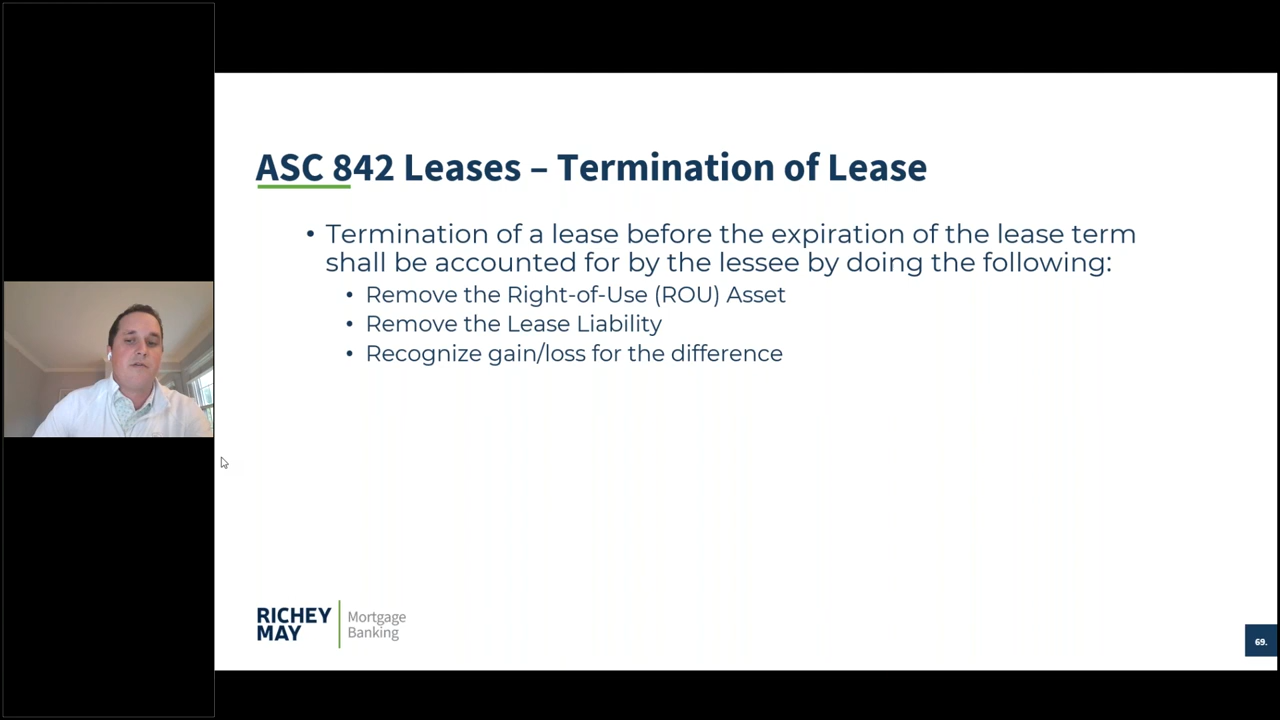 ASC 842 Leases – Termination of Lease
• Termination of a lease before the expiration of the lease term
shall be accounted for by the lessee by doing the following:
• Remove the Right-of-Use (ROU) Asset
• Remove the Lease Liability
• Recognize gain/loss for the difference
RICHEY
MAY
Mortgage
Banking
69.